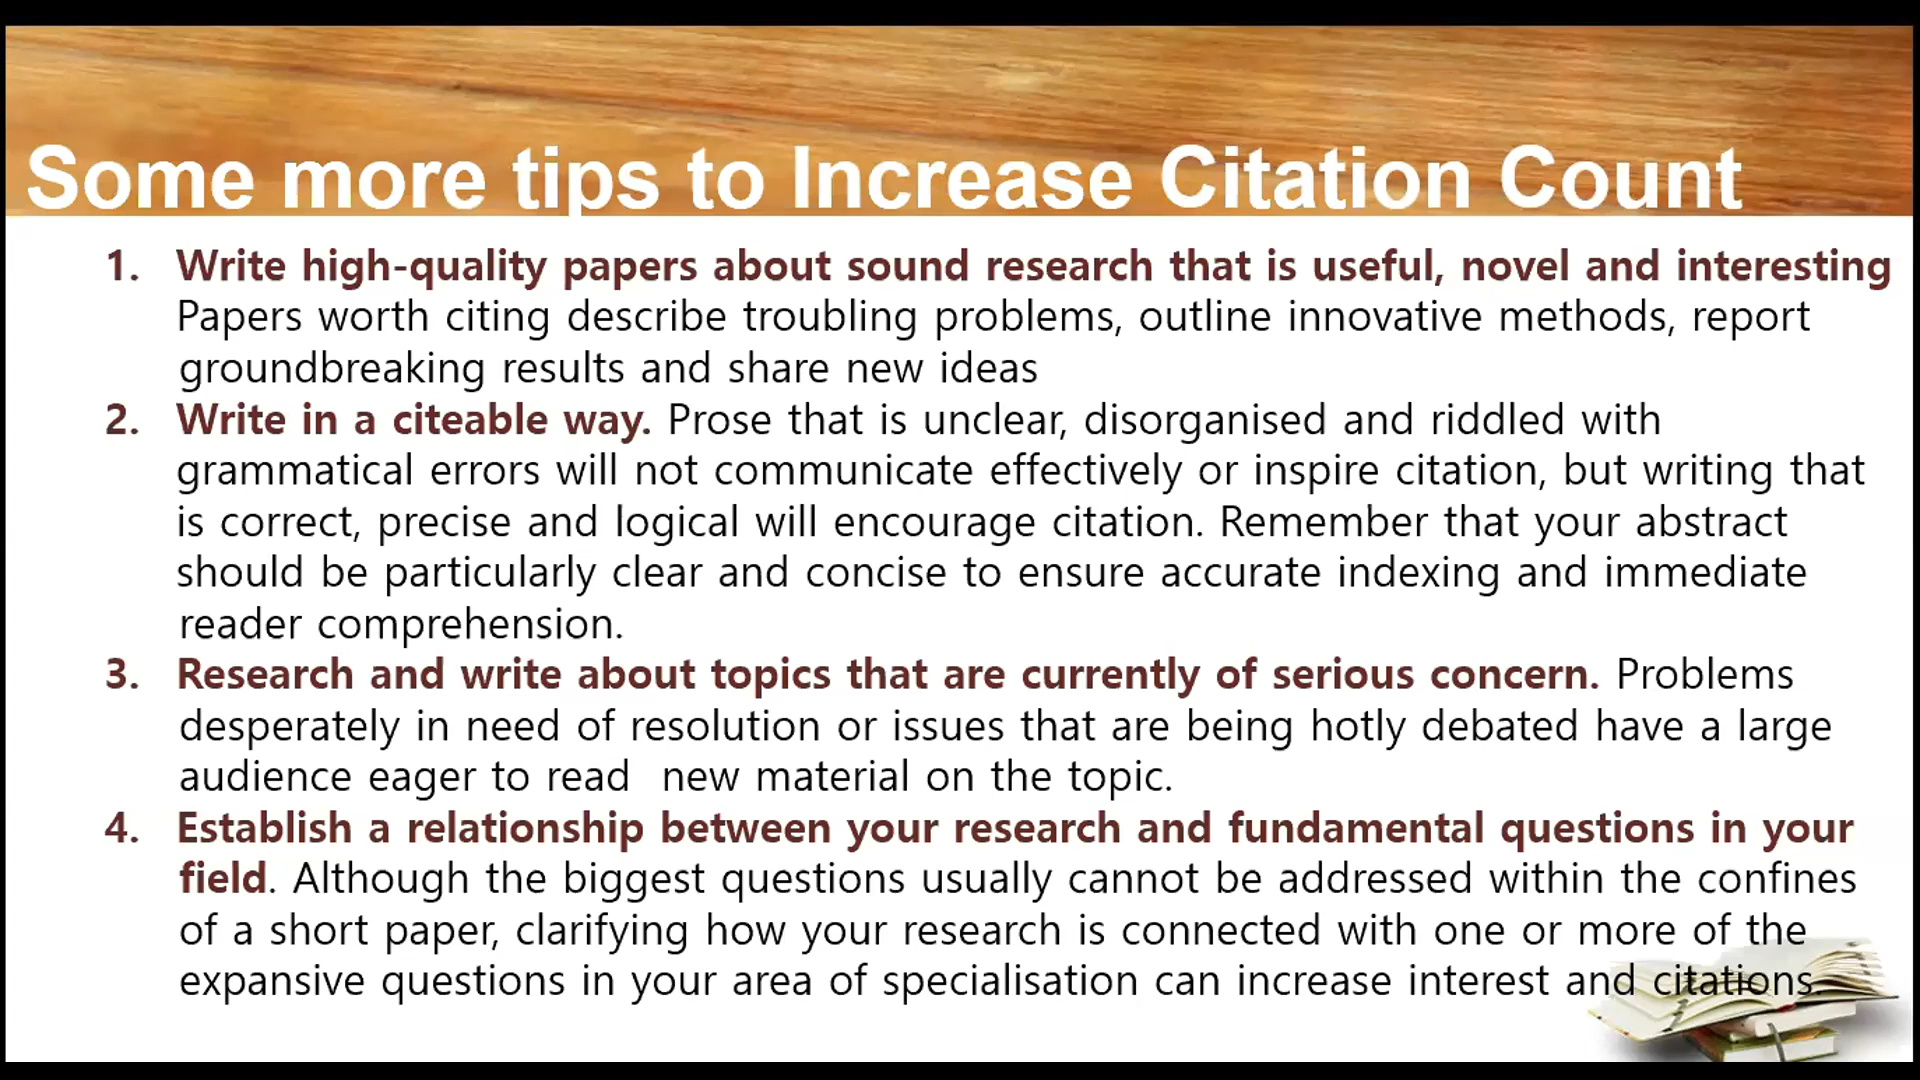 Some more tips to Increase Citation Count
1. Write high-quality papers about sound research that is useful, novel and interesting
Papers worth citing describe troubling problems, outline innovative methods, report
groundbreaking results and share new ideas
2. Write in a citeable way. Prose that is unclear, disorganised and riddled with
grammatical errors will not communicate effectively or inspire citation, but writing that
is correct, precise and logical will encourage citation. Remember that your abstract
should be particularly clear and concise to ensure accurate indexing and immediate
reader comprehension.
3. Research and write about topics that are currently of serious concern. Problems
desperately in need of resolution or issues that are being hotly debated have a large
audience eager to read  new material on the topic.
4. Establish a relationship between your research and fundamental questions in your
field. Although the biggest questions usually cannot be addressed within the confines
of a short paper, clarifying how your research is connected with one or more of the
expansive questions in your area of specialisation can increase interest and citations.